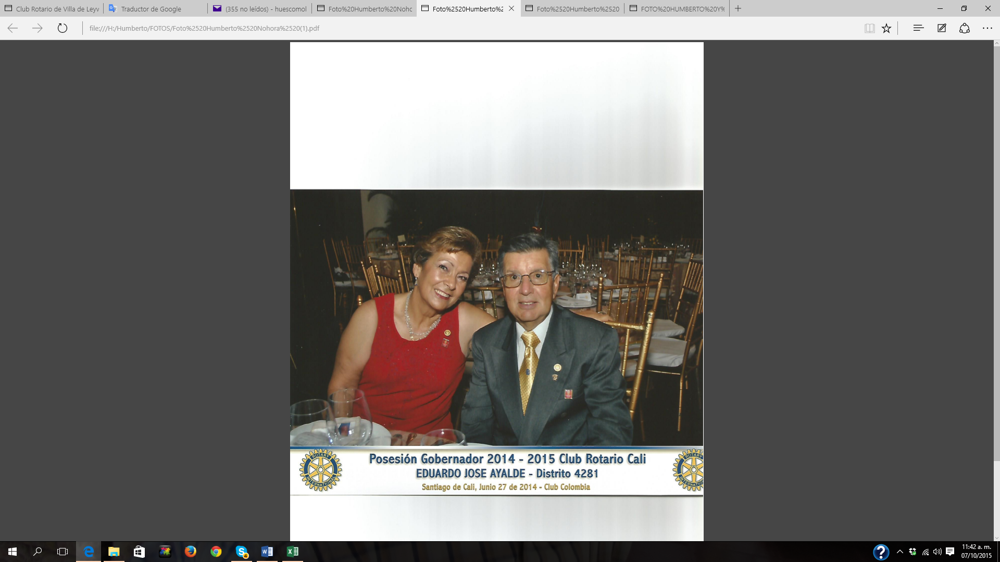 Club Rotario de Villa de Leyv
Traductor de Google
(355 no leídos) - huescomol
Foto%20Humberto%20Nohc
Foto%2520Humberto%2
Foto%2520Humberto%2520
FOTO%20HUMBERTO%20Y%
file:///H:/Humberto/FOTOS/Foto%2520Humberto%2520Nohora%2520(1).pdf
Posesión Gobernador 2014 - 2015 Club Rotario Cali
EDUARDO JOSE AYALDE - Distrito 4281
Santiago de Cali, Junio 27 de 2014 - Club Colombia
ROTARY
INTERNATIONAL
ROTARY
4
11:42 a. m.
07/10/2015